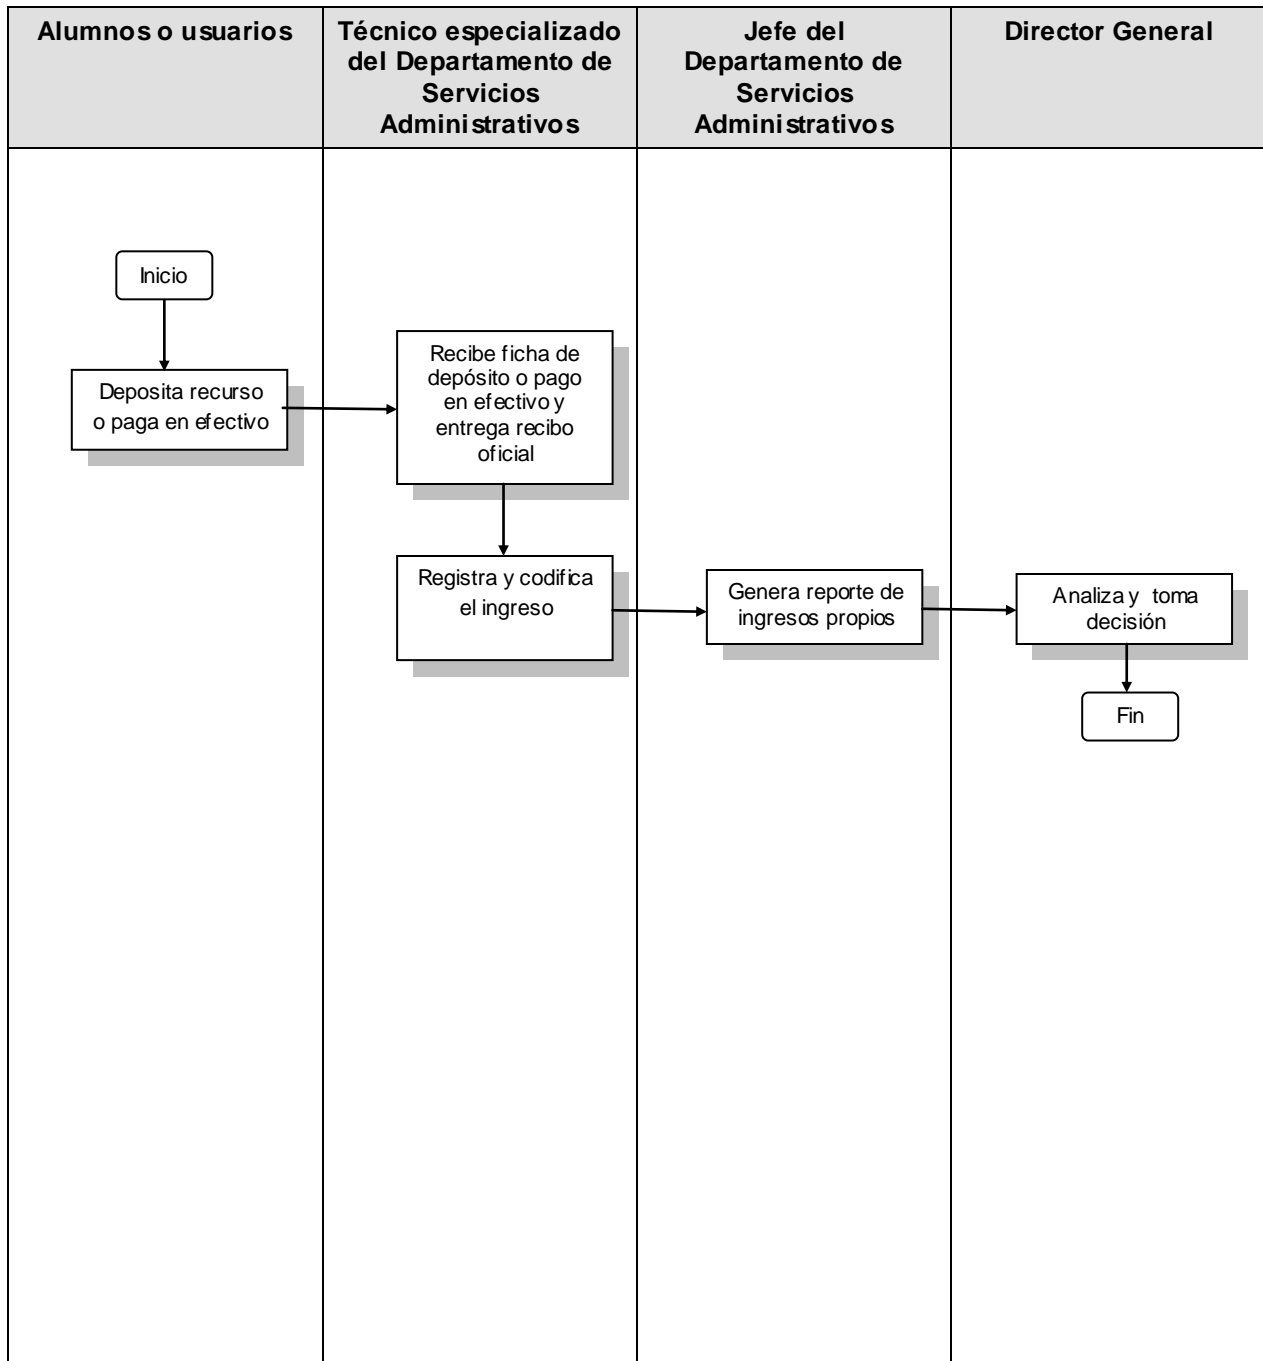 Alumnos o usuarios
Técnico especializado
del Departamento de
Servicios
Administrativos
Jefe del
Departamento de
Servicios
Administrativos
Director General
Inicio
Deposita recurso
o paga en efectivo
Recibe ficha de
depósito o pago
en efectivo y
entrega recibo
oficial
Registra y codifica
el ingreso
Genera reporte de
ingresos propios
Analiza y toma
decisión
Fin